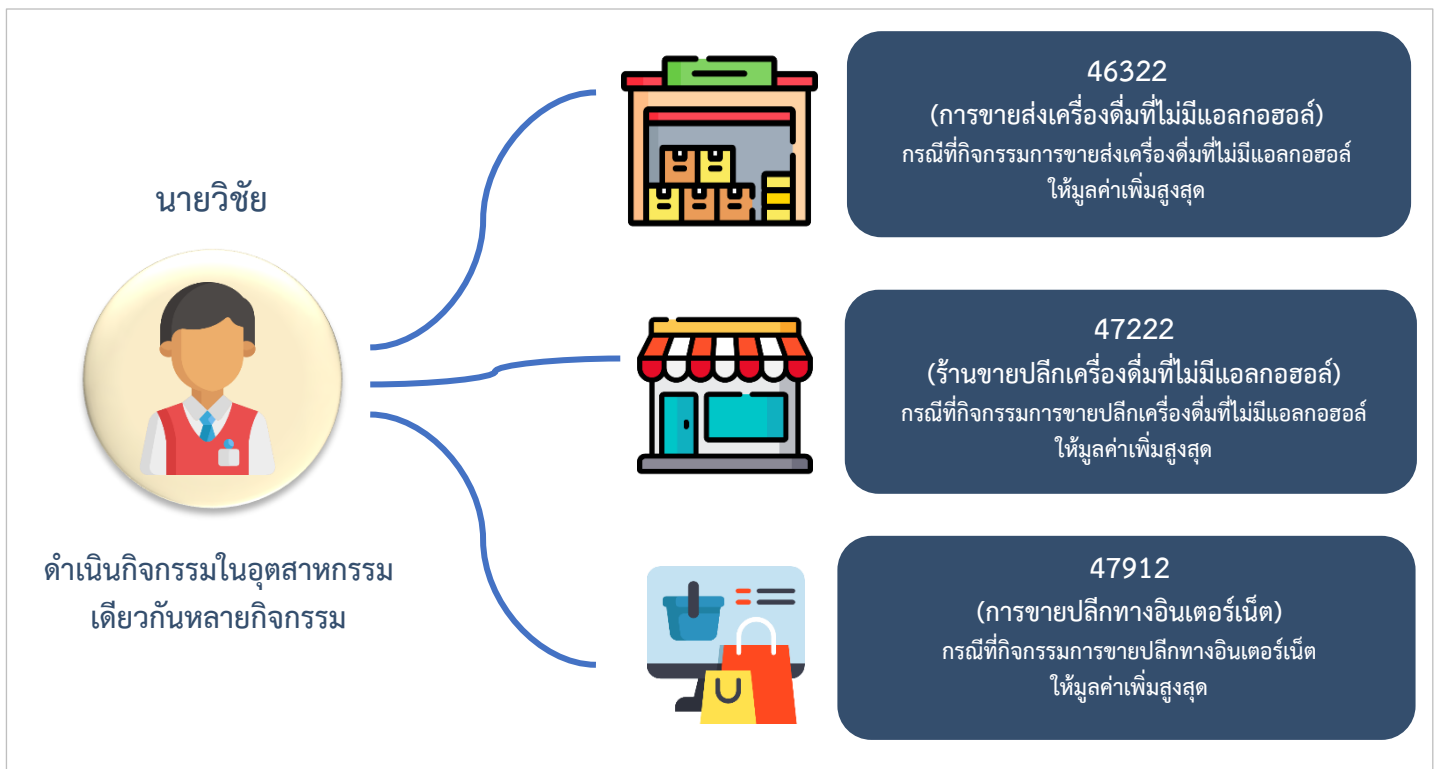 นายวิชัย
ดำเนินกิจกรรมในอุตสาหกรรม
เดียวกันหลายกิจกรรม
46322
(การขายส่งเครื่องดื่มที่ไม่มีแอลกอฮอล์)
กรณีที่กิจกรรมการขายส่งเครื่องดื่มที่ไม่มีแอลกอฮอล์
ให้มูลค่าเพิ่มสูงสุด
47222
(ร้านขายปลีกเครื่องดื่มที่ไม่มีแอลกอฮอล์)
กรณีที่กิจกรรมการขายปลีกเครื่องดื่มที่ไม่มีแอลกอฮอล์
ให้มูลค่าเพิ่มสูงสุด
47912
(การขายปลีกทางอินเตอร์เน็ต)
กรณีที่กิจกรรมการขายปลีกทางอินเตอร์เน็ต
ให้มูลค่าเพิ่มสูงสุด